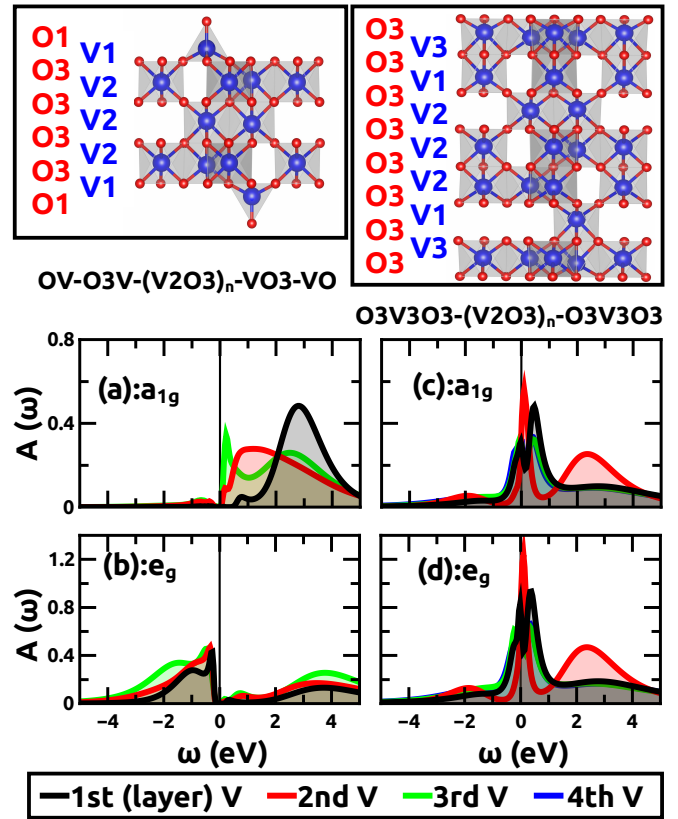 O1
V1
O3
V2
O3
V2
O3
V2
O3
V1
O1
O3
V3
O3
V1
O3
V2
O3
V2
O3
V2
O3
V1
O3
V3
O3
OV-O3V-(V2O3)n-VO3-VO
O3V3O3-(V2O3)n-O3V3O3
(a):a1g
0.8
0.4
0
A (ω)
(c):a1g
(b):eg
1.2
0.8
0.4
0
A (ω)
−4 −2 0 2 4
ω (eV)
(d):eg
−4 −2 0 2 4
ω (eV)
1st (layer) V 2nd V 3rd V 4th V